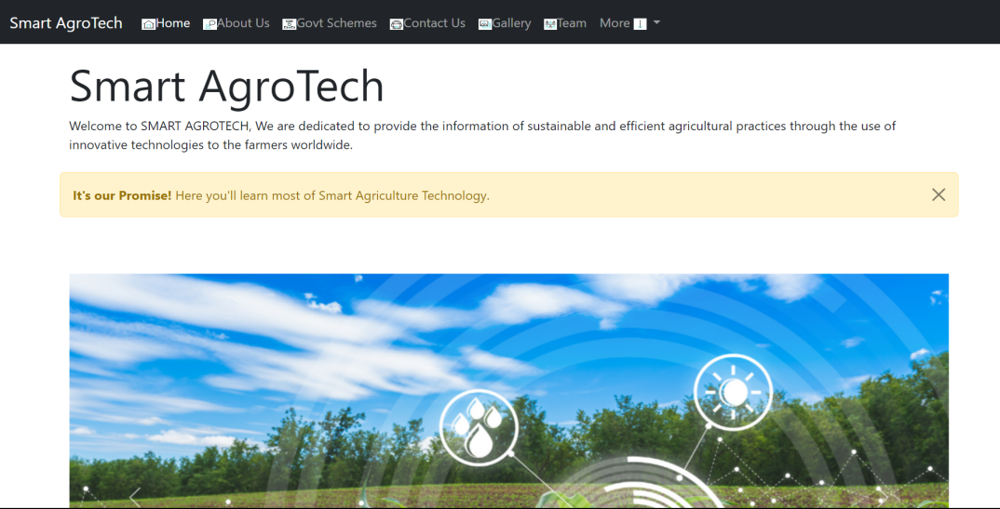 Smart AgroTech Home About Us Govt Schemes Contact Us Gallery Team More
Smart AgroTech
Welcome to SMART AGROTECH, We are dedicated to provide the information of sustainable and efficient agricultural practices through the use of
innovative technologies to the farmers worldwide.
It's our Promise! Here you'll learn most of Smart Agriculture Technology.